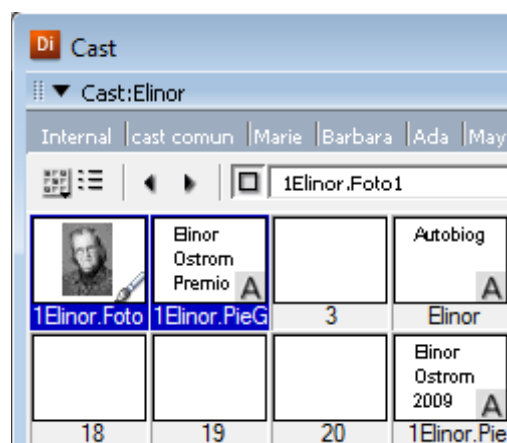 Di Cast
Cast:Elinor
Internal cast comun Marie Barbara Ada May
1Elinor.Foto1
Elinor
Ostrom
Premio A
Autobiog
A
1Elinor.Foto 1Elinor.PieG 3 Elinor
Elinor
Ostrom
2009 A
18 19 20 1Elinor.Pie